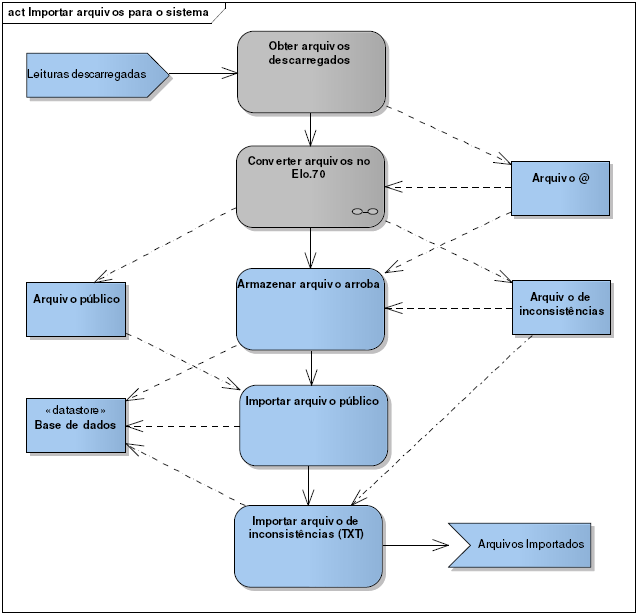 act Importar arquivos para o sistema
Leituras descarregadas
Obter arquivos
descarregados
Converter arquivos no
Elo.70
Arquivo @
Arquivo público
Armazenar arquivo arroba
Arquivo de
inconsistências
«datastore»
Base de dados
Importar arquivo público
Importar arquivo de
inconsistências (TXT)
Arquivos Importados